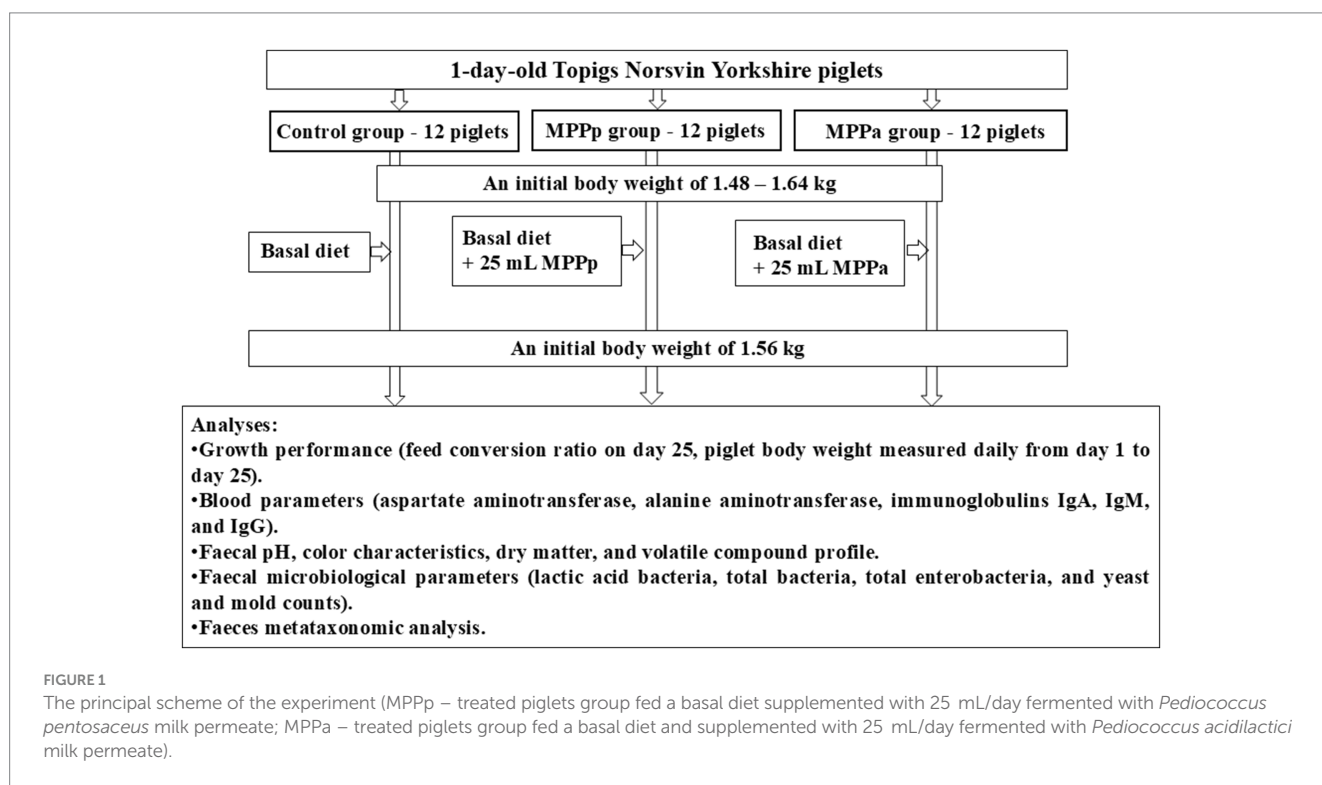 1-day-old Topigs Norsvin Yorkshire piglets
Control group - 12 piglets
MPPp group - 12 piglets
MPPa group - 12 piglets
An initial body weight of 1.48 – 1.64 kg
Basal diet
Basal diet
+ 25 mL MPPp
Basal diet
+ 25 mL MPPa
An initial body weight of 1.56 kg
Analyses:
•Growth performance (feed conversion ratio on day 25, piglet body weight measured daily from day 1 to
day 25).
•Blood parameters (aspartate aminotransferase, alanine aminotransferase, immunoglobulins IgA, IgM,
and IgG).
•Faecal pH, color characteristics, dry matter, and volatile compound profile.
•Faecal microbiological parameters (lactic acid bacteria, total bacteria, total enterobacteria, and yeast
and mold counts).
•Faeces metataxonomic analysis.
FIGURE 1
The principal scheme of the experiment (MPPp – treated piglets group fed a basal diet supplemented with 25 mL/day fermented with Pediococcus
pentosaceus milk permeate; MPPa – treated piglets group fed a basal diet and supplemented with 25 mL/day fermented with Pediococcus acidilactici
milk permeate).